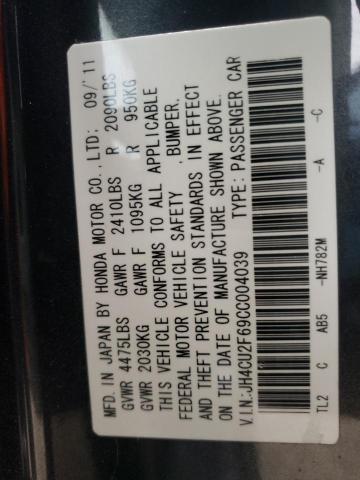 MFD. IN JAPAN BY HONDA MOTOR CO., LTD; 09/'11
GVWR 4475LBS GAWR F 2410LBS R 2090LBS
GVWR 2030KG GAWR F 1095KG R 950KG
THIS VEHICLE CONFORMS TO ALL APPLICABLE
FEDERAL MOTOR VEHICLE SAFETY , BUMPER,
AND THEFT PREVENTION STANDARDS IN EFFECT
ON THE DATE OF MANUFACTURE SHOWN ABOVE.
V.I.N:JH4CU2F69CC004039 TYPE:PASSENGER CAR
TL2 C AB5 -NH782M -A -C